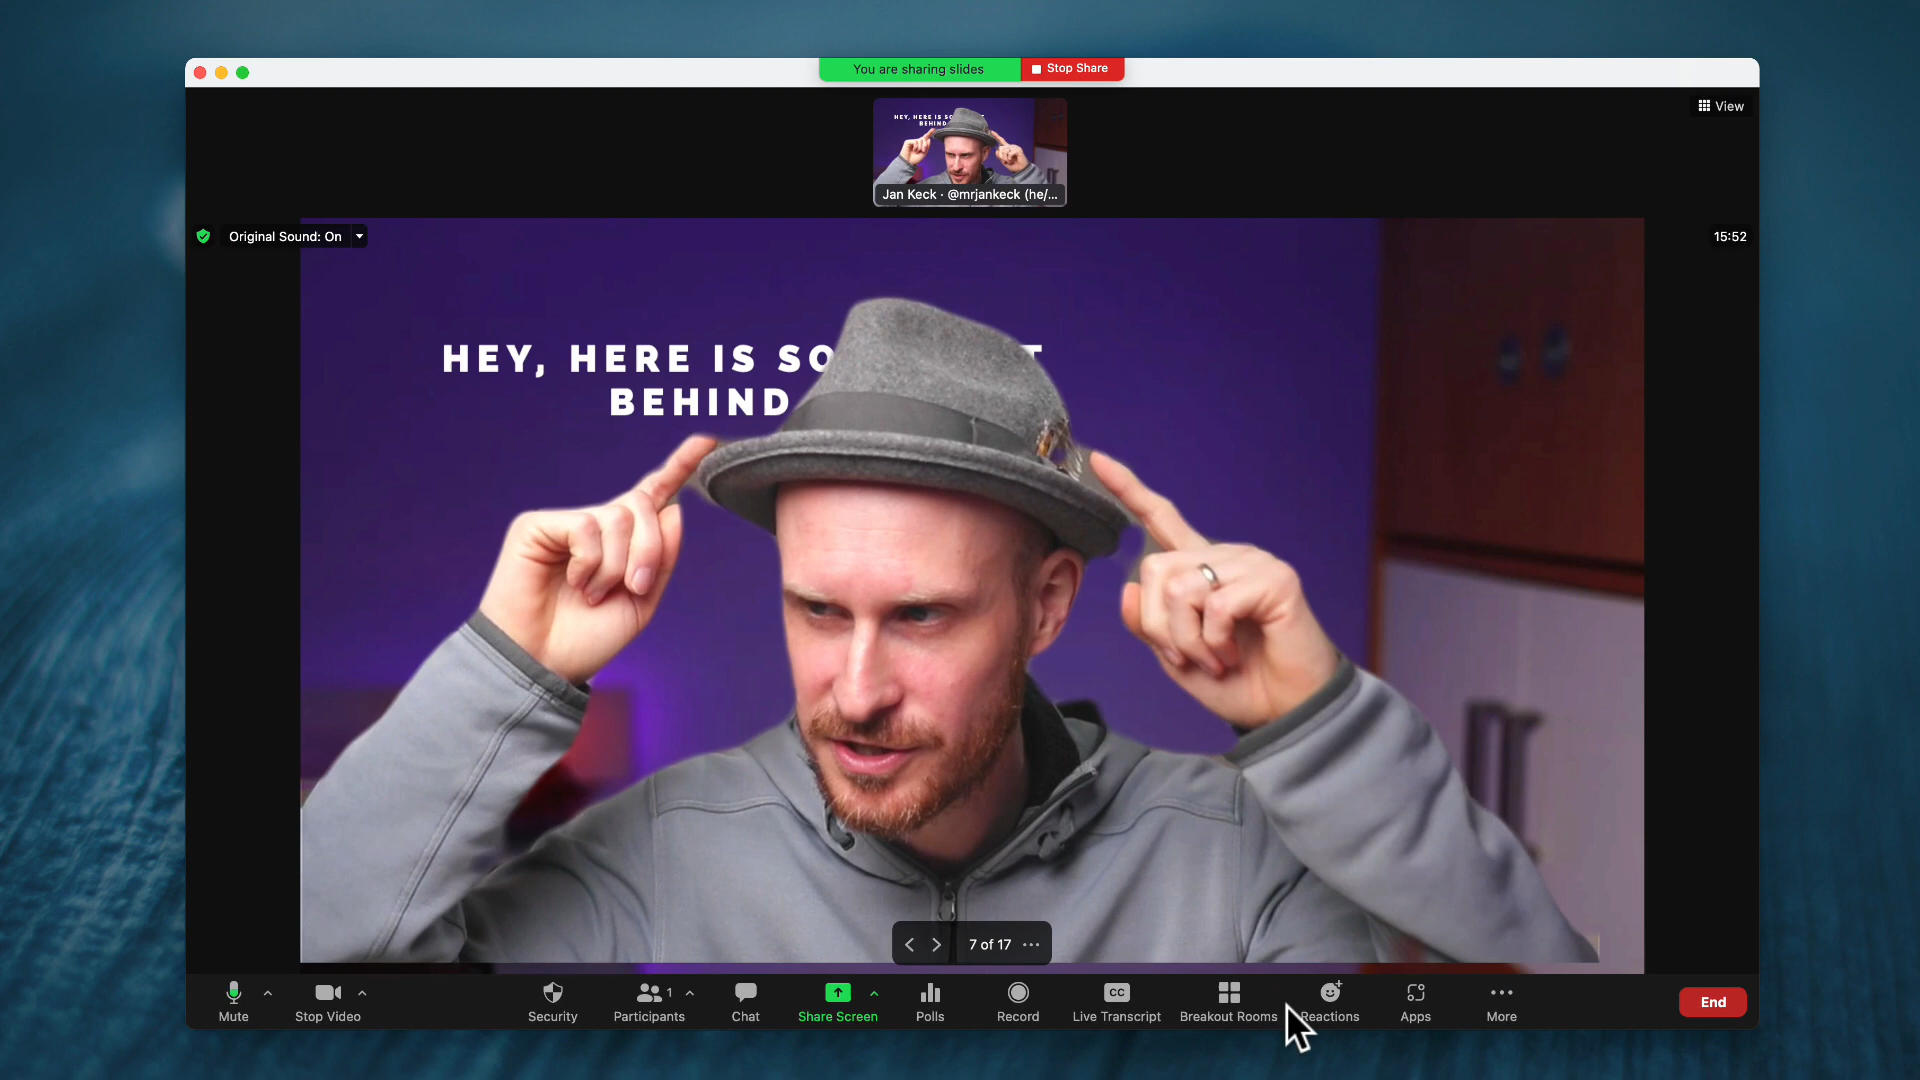 You are sharing slides
Stop Share
View
HEY, HERE IS
BEHIND
Jan Keck · @mrjankeck (he/...
Original Sound: On
15:52
HEY, HERE IS
BEHIND
7 of 17
Mute
Stop Video
Security
1
Participants
Chat
Share Screen
Polls
Record
CC
Live Transcript
Breakout Rooms
Reactions
Apps
More
End